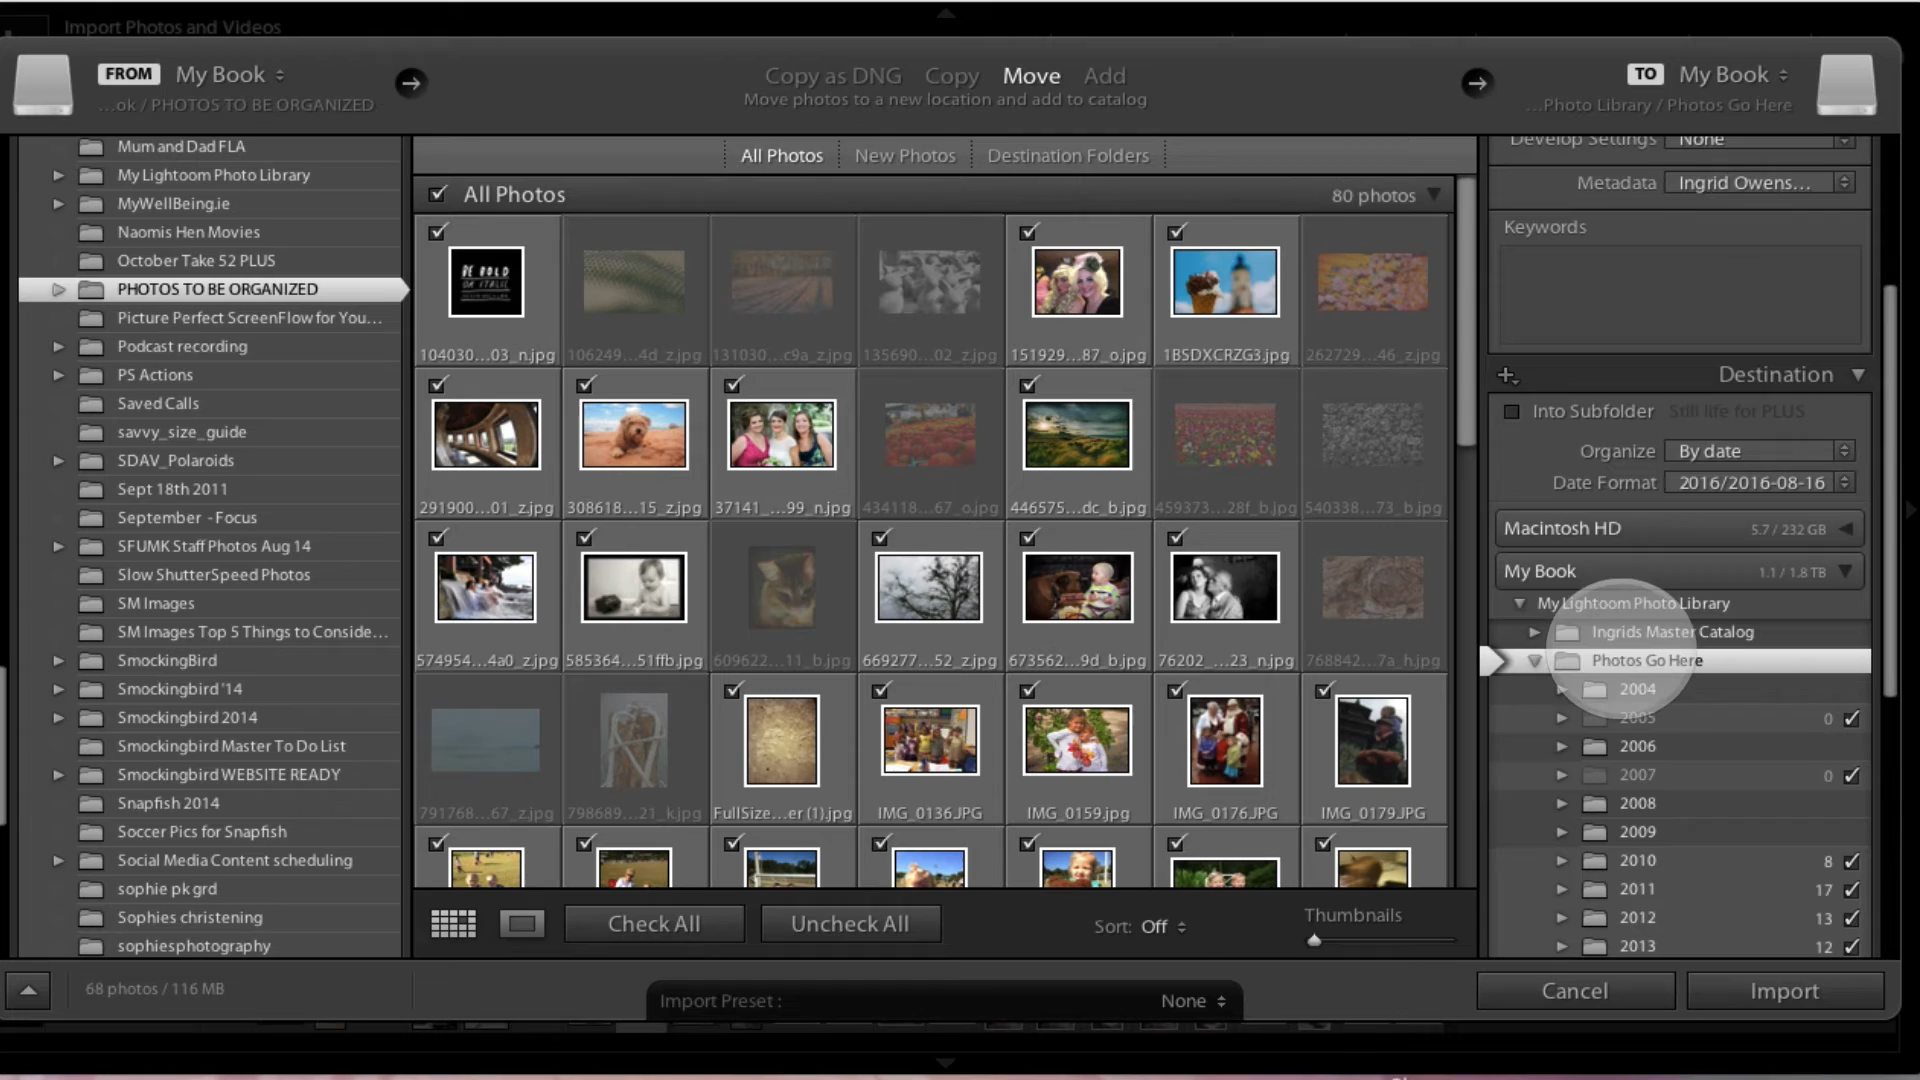 Import Photos and Videos
FROM My Book
...ok / PHOTOS TO BE ORGANIZED
Copy as DNG Copy Move Add
Move photos to a new location and add to catalog
TO My Book
...Photo Library / Photos Go Here
Mum and Dad FLA
My Lightoom Photo Library
MyWellBeing.ie
Naomis Hen Movies
October Take 52 PLUS
PHOTOS TO BE ORGANIZED
Picture Perfect ScreenFlow for You...
Podcast recording
PS Actions
Saved Calls
savvy_size_guide
SDAV_Polaroids
Sept 18th 2011
September - Focus
SFUMK Staff Photos Aug 14
Slow ShutterSpeed Photos
SM Images
SM Images Top 5 Things to Conside...
SmockingBird
Smockingbird '14
Smockingbird 2014
Smockingbird Master To Do List
Smockingbird WEBSITE READY
Snapfish 2014
Soccer Pics for Snapfish
Social Media Content scheduling
sophie pk grd
Sophies christening
sophiesphotography
68 photos / 116 MB
All Photos New Photos Destination Folders
All Photos 80 photos
BE BOLD
OR ITALIC
104030...03_n.jpg 106249...4d_z.jpg 131030...c9a_z.jpg 135690...02_z.jpg 151929...87_o.jpg 1BSDXCRZG3.jpg 262729...46_z.jpg
291900...01_z.jpg 308618...15_z.jpg 37141_...99_n.jpg 434118...67_o.jpg 446575...dc_b.jpg 459373...28f_b.jpg 540338...73_b.jpg
574954...4a0_z.jpg 585364...51ffb.jpg 609622...11_b.jpg 669277...52_z.jpg 673562...9d_b.jpg 76202_...23_n.jpg 768842...7a_h.jpg
791768...67_z.jpg 798689...21_k.jpg FullSize...er (1).jpg IMG_0136.JPG IMG_0159.jpg IMG_0176.JPG IMG_0179.JPG
Check All Uncheck All Sort: Off Thumbnails
Import Preset : None
Develop Settings None
Metadata Ingrid Owens...
Keywords
Destination
Into Subfolder Still life for PLUS
Organize By date
Date Format 2016/2016-08-16
Macintosh HD 5.7 / 232 GB
My Book 1.1 / 1.8 TB
My Lightoom Photo Library
Ingrids Master Catalog
Photos Go Here
2004
2005 0
2006
2007 0
2008
2009
2010 8
2011 17
2012 13
2013 12
Cancel Import